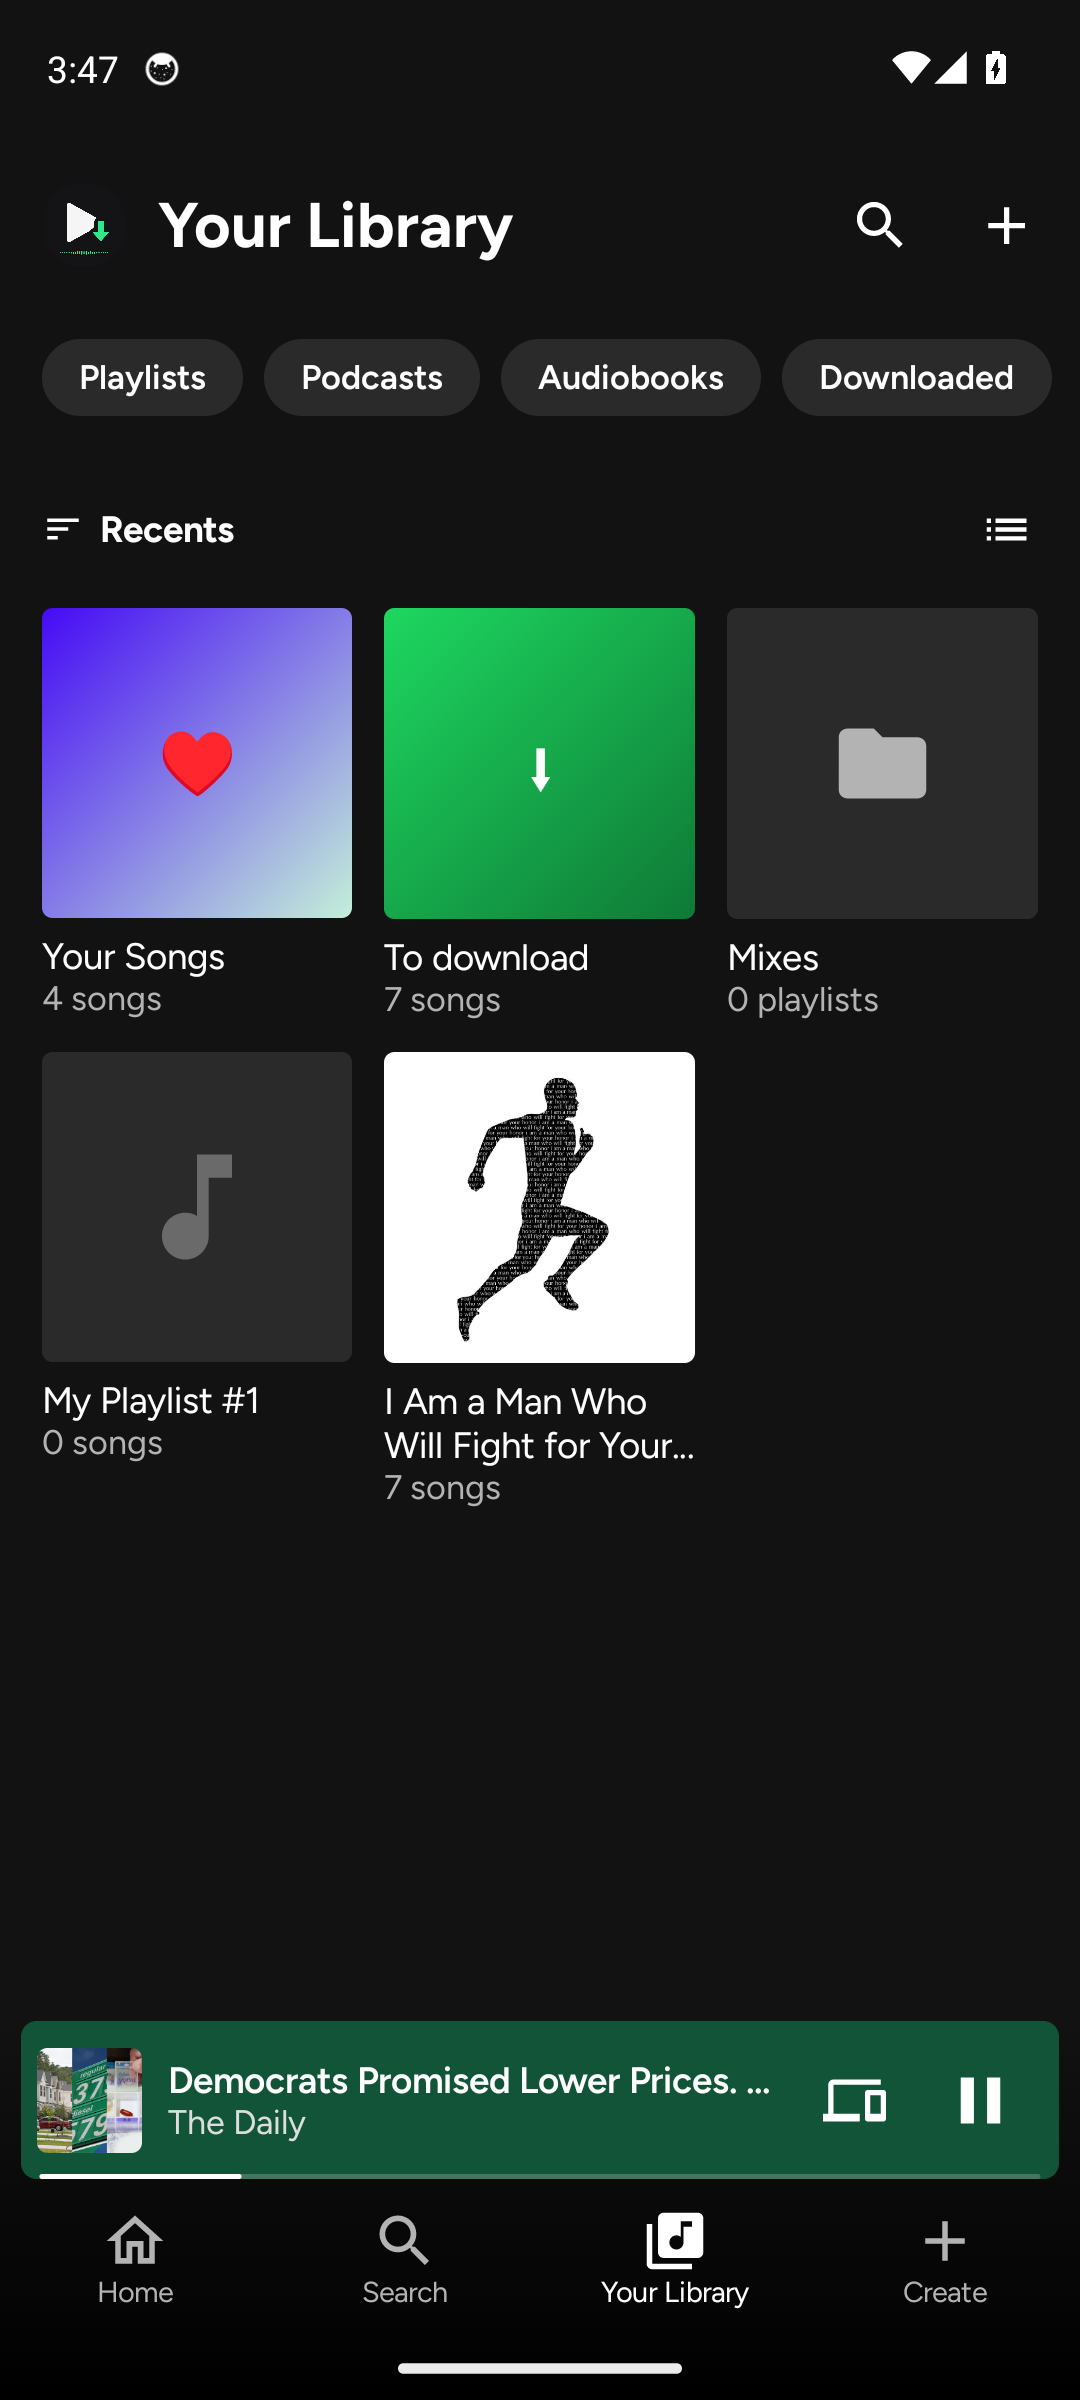 3:47
Your Library
Playlists
Podcasts
Audiobooks
Downloaded
Recents
Your Songs
4 songs
To download
7 songs
Mixes
0 playlists
My Playlist #1
0 songs
I Am a Man Who
Will Fight for Your...
7 songs
Democrats Promised Lower Prices. ...
The Daily
Home
Search
Your Library
Create